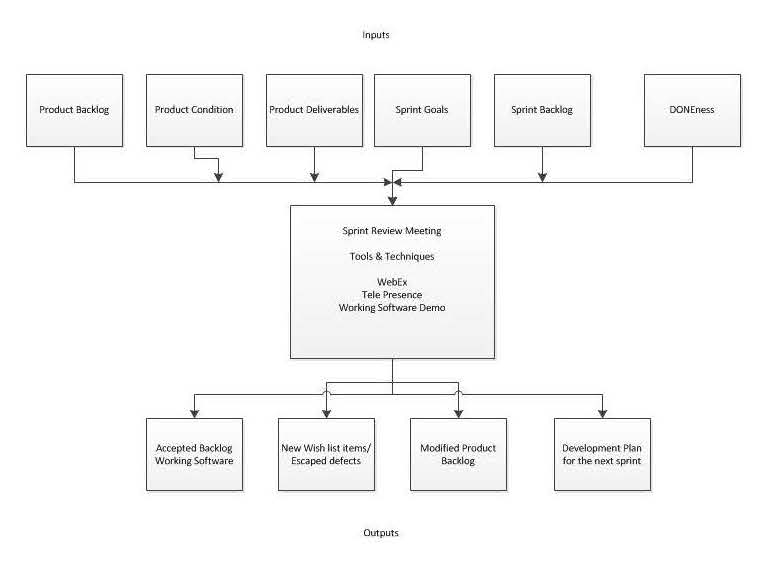 Inputs
Product Backlog
Product Condition
Product Deliverables
Sprint Goals
Sprint Backlog
DONEness
Sprint Review Meeting
Tools & Techniques
WebEx
Tele Presence
Working Software Demo
Accepted Backlog
Working Software
New Wish list items/
Escaped defects
Modified Product
Backlog
Development Plan
for the next sprint
Outputs